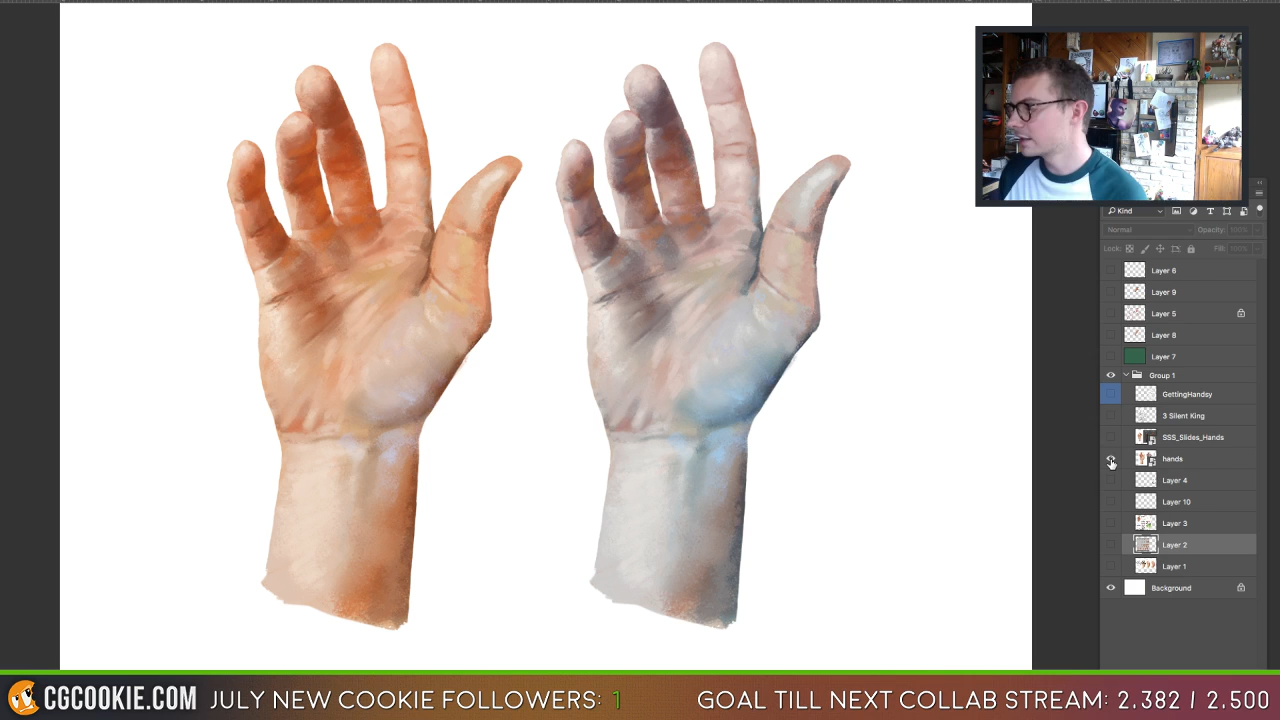 Kind
Normal
Opacity: 100%
Lock:
Fill: 100%
Layer 6
Layer 9
Layer 5
Layer 8
Layer 7
Group 1
GettingHandsy
3 Silent King
SSS_Slides_Hands
hands
Layer 4
Layer 10
Layer 3
Layer 2
Layer 1
Background
CGCOOKIE.COM JULY NEW COOKIE FOLLOWERS: 1 GOAL TILL NEXT COLLAB STREAM: 2.382 / 2.500